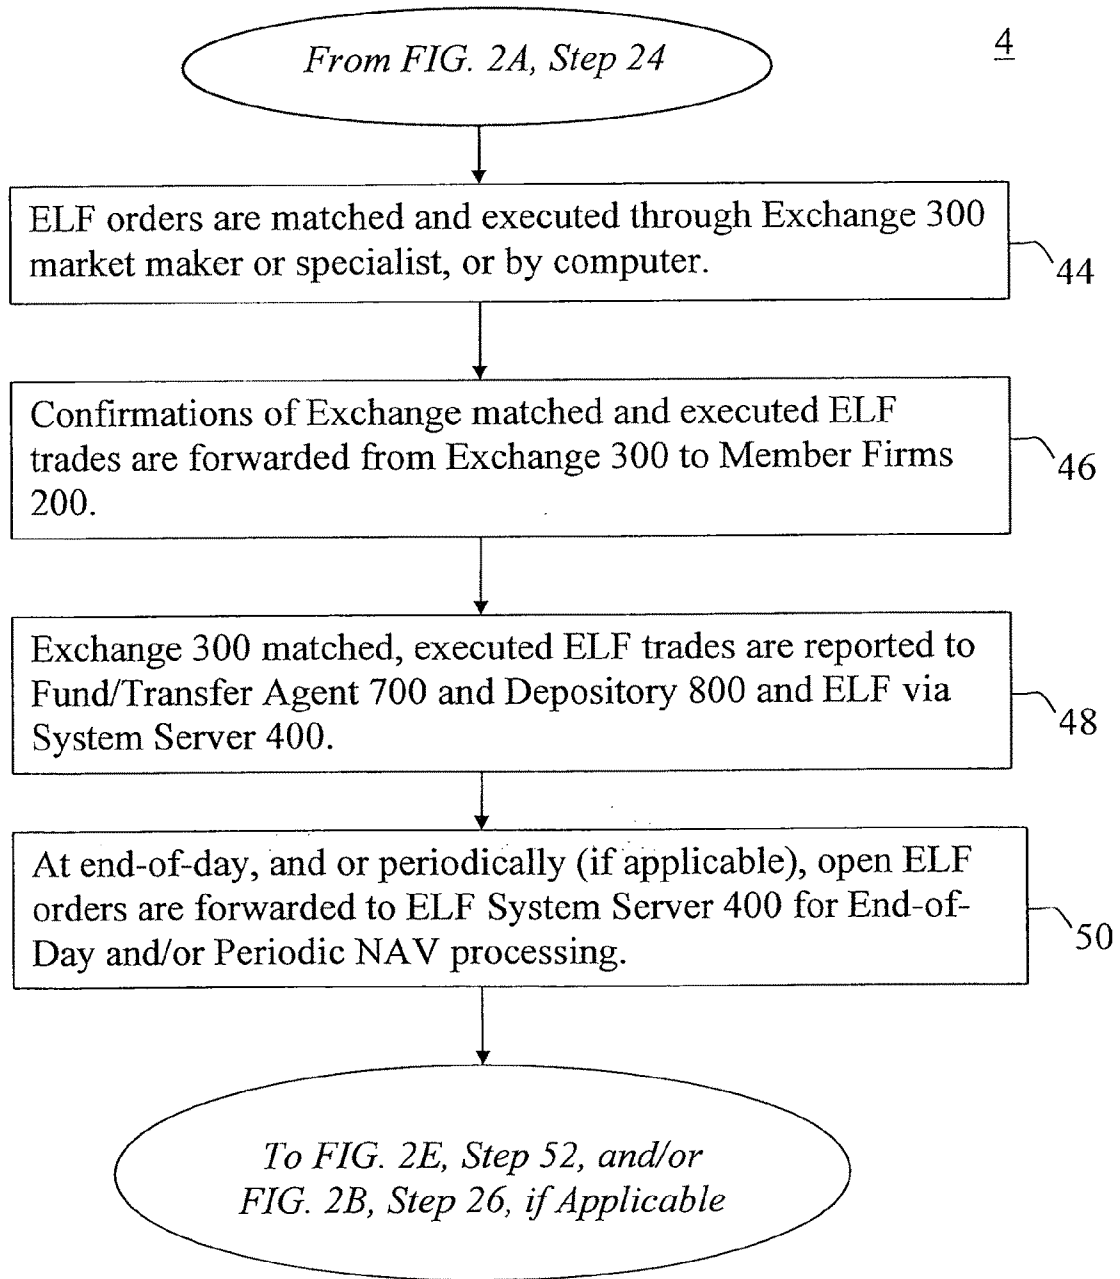 From FIG. 2A, Step 24
4
ELF orders are matched and executed through Exchange 300
market maker or specialist, or by computer.
44
Confirmations of Exchange matched and executed ELF
trades are forwarded from Exchange 300 to Member Firms
200.
46
Exchange 300 matched, executed ELF trades are reported to
Fund/Transfer Agent 700 and Depository 800 and ELF via
System Server 400.
48
At end-of-day, and or periodically (if applicable), open ELF
orders are forwarded to ELF System Server 400 for End-of-
Day and/or Periodic NAV processing.
50
To FIG. 2E, Step 52, and/or
FIG. 2B, Step 26, if Applicable